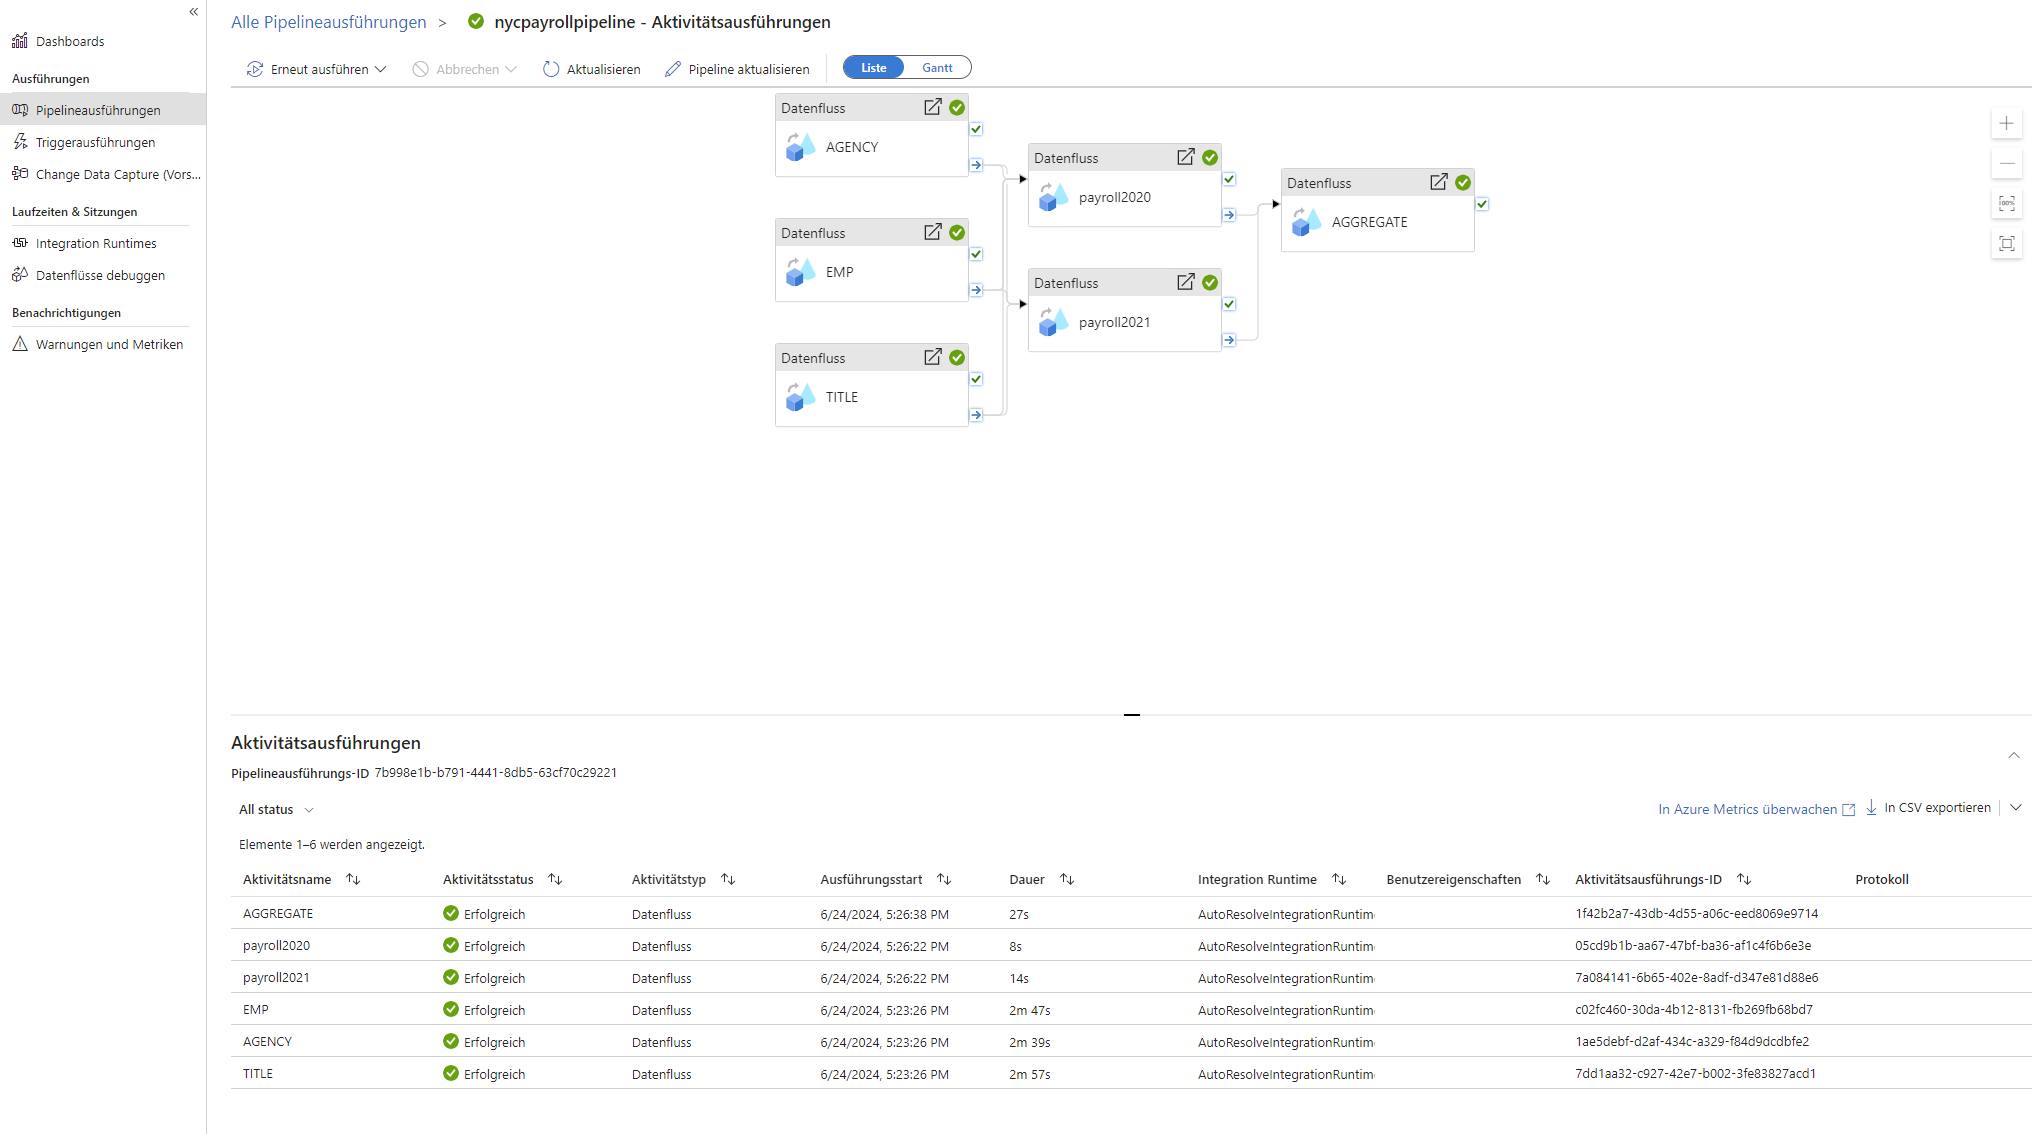 «
Dashboards
Ausführungen
Pipelineausführungen
Triggerausführungen
Change Data Capture (Vors...
Laufzeiten & Sitzungen
Integration Runtimes
Datenflüsse debuggen
Benachrichtigungen
Warnungen und Metriken
Alle Pipelineausführungen > nycpayrollpipeline - Aktivitätsausführungen
Erneut ausführen Abbrechen Aktualisieren Pipeline aktualisieren Liste Gantt
Datenfluss
AGENCY
Datenfluss
EMP
Datenfluss
TITLE
Datenfluss
payroll2020
Datenfluss
payroll2021
Datenfluss
AGGREGATE
100%
Aktivitätsausführungen
Pipelineausführungs-ID 7b998e1b-b791-4441-8db5-63cf70c29221
All status
In Azure Metrics überwachen In CSV exportieren
Elemente 1–6 werden angezeigt.
Aktivitätsname Aktivitätsstatus Aktivitätstyp Ausführungsstart Dauer Integration Runtime Benutzereigenschaften Aktivitätsausführungs-ID Protokoll
AGGREGATE Erfolgreich Datenfluss 6/24/2024, 5:26:38 PM 27s AutoResolveIntegrationRuntim 1f42b2a7-43db-4d55-a06c-eed8069e9714
payroll2020 Erfolgreich Datenfluss 6/24/2024, 5:26:22 PM 8s AutoResolveIntegrationRuntim 05cd9b1b-aa67-47bf-ba36-af1c4f6b6e3e
payroll2021 Erfolgreich Datenfluss 6/24/2024, 5:26:22 PM 14s AutoResolveIntegrationRuntim 7a084141-6b65-402e-8adf-d347e81d88e6
EMP Erfolgreich Datenfluss 6/24/2024, 5:23:26 PM 2m 47s AutoResolveIntegrationRuntim c02fc460-30da-4b12-8131-fb269fb68bd7
AGENCY Erfolgreich Datenfluss 6/24/2024, 5:23:26 PM 2m 39s AutoResolveIntegrationRuntim 1ae5debf-d2af-434c-a329-f84d9dcdbfe2
TITLE Erfolgreich Datenfluss 6/24/2024, 5:23:26 PM 2m 57s AutoResolveIntegrationRuntim 7dd1aa32-c927-42e7-b002-3fe83827acd1